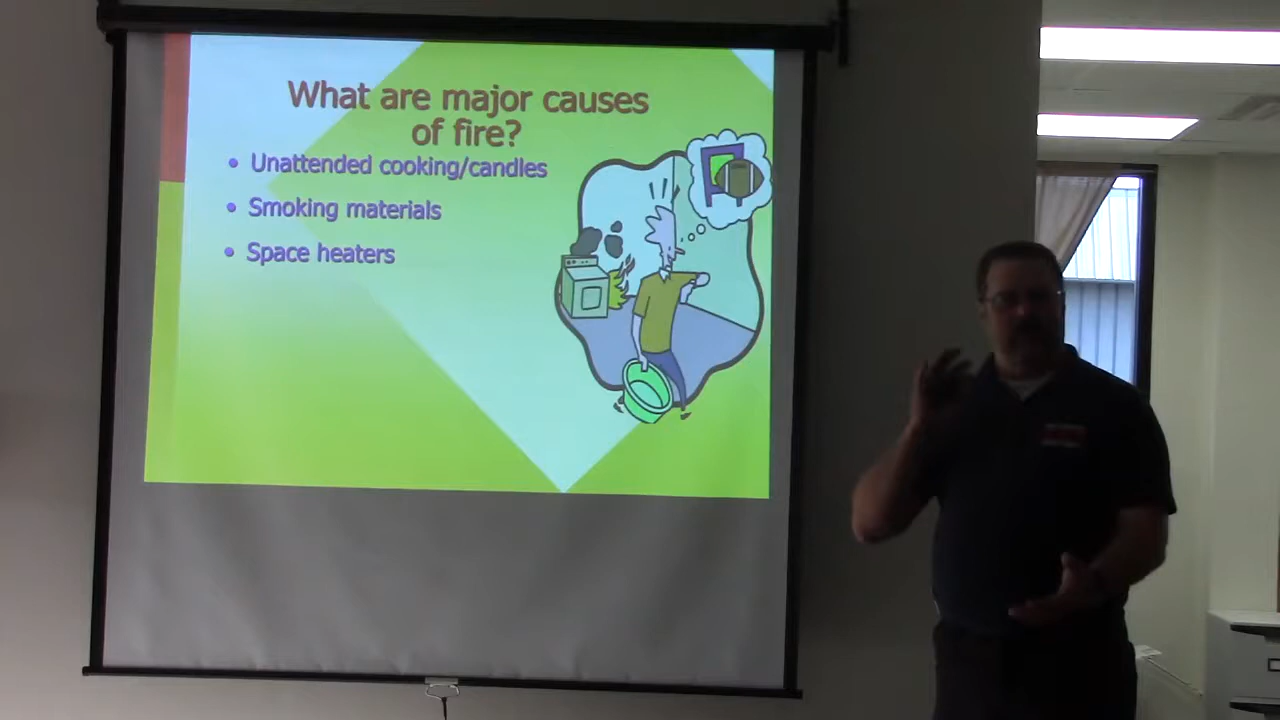 What are major causes
of fire?
• Unattended cooking/candles
• Smoking materials
• Space heaters